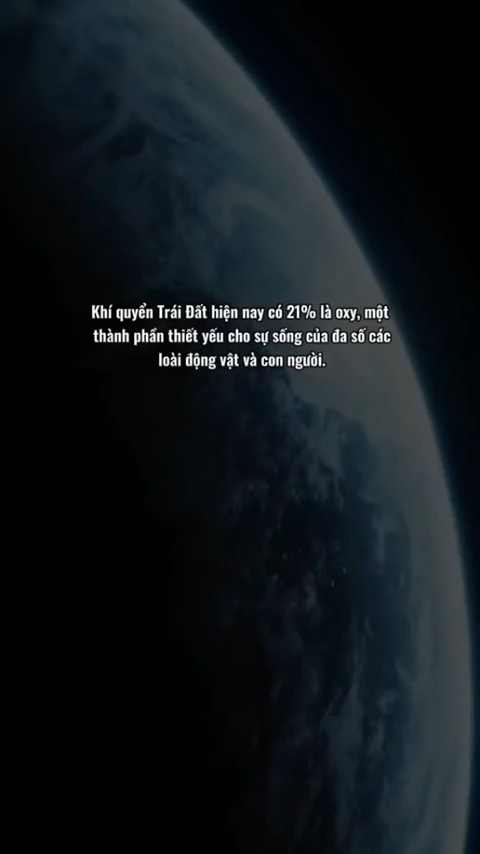 Khí quyển Trái Đất hiện nay có 21% là oxy, một
thành phần thiết yếu cho sự sống của đa số các
loài động vật và con người.